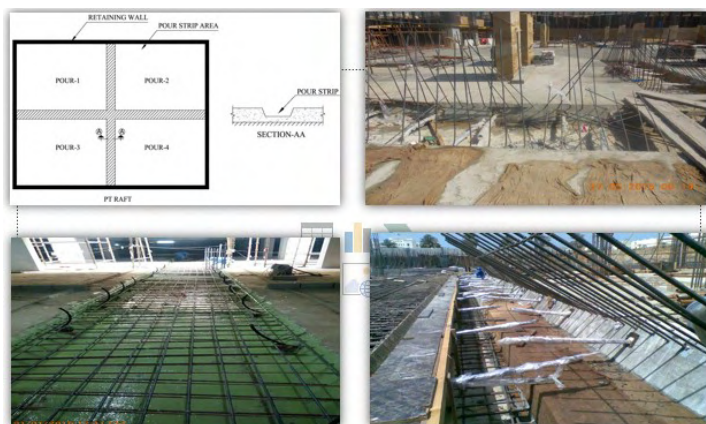 RETAINING WALL
POUR STRIP AREA
POUR-1
POUR-2
POUR STRIP
A
A
SECTION-AA
POUR-3
POUR-4
PT RAFT